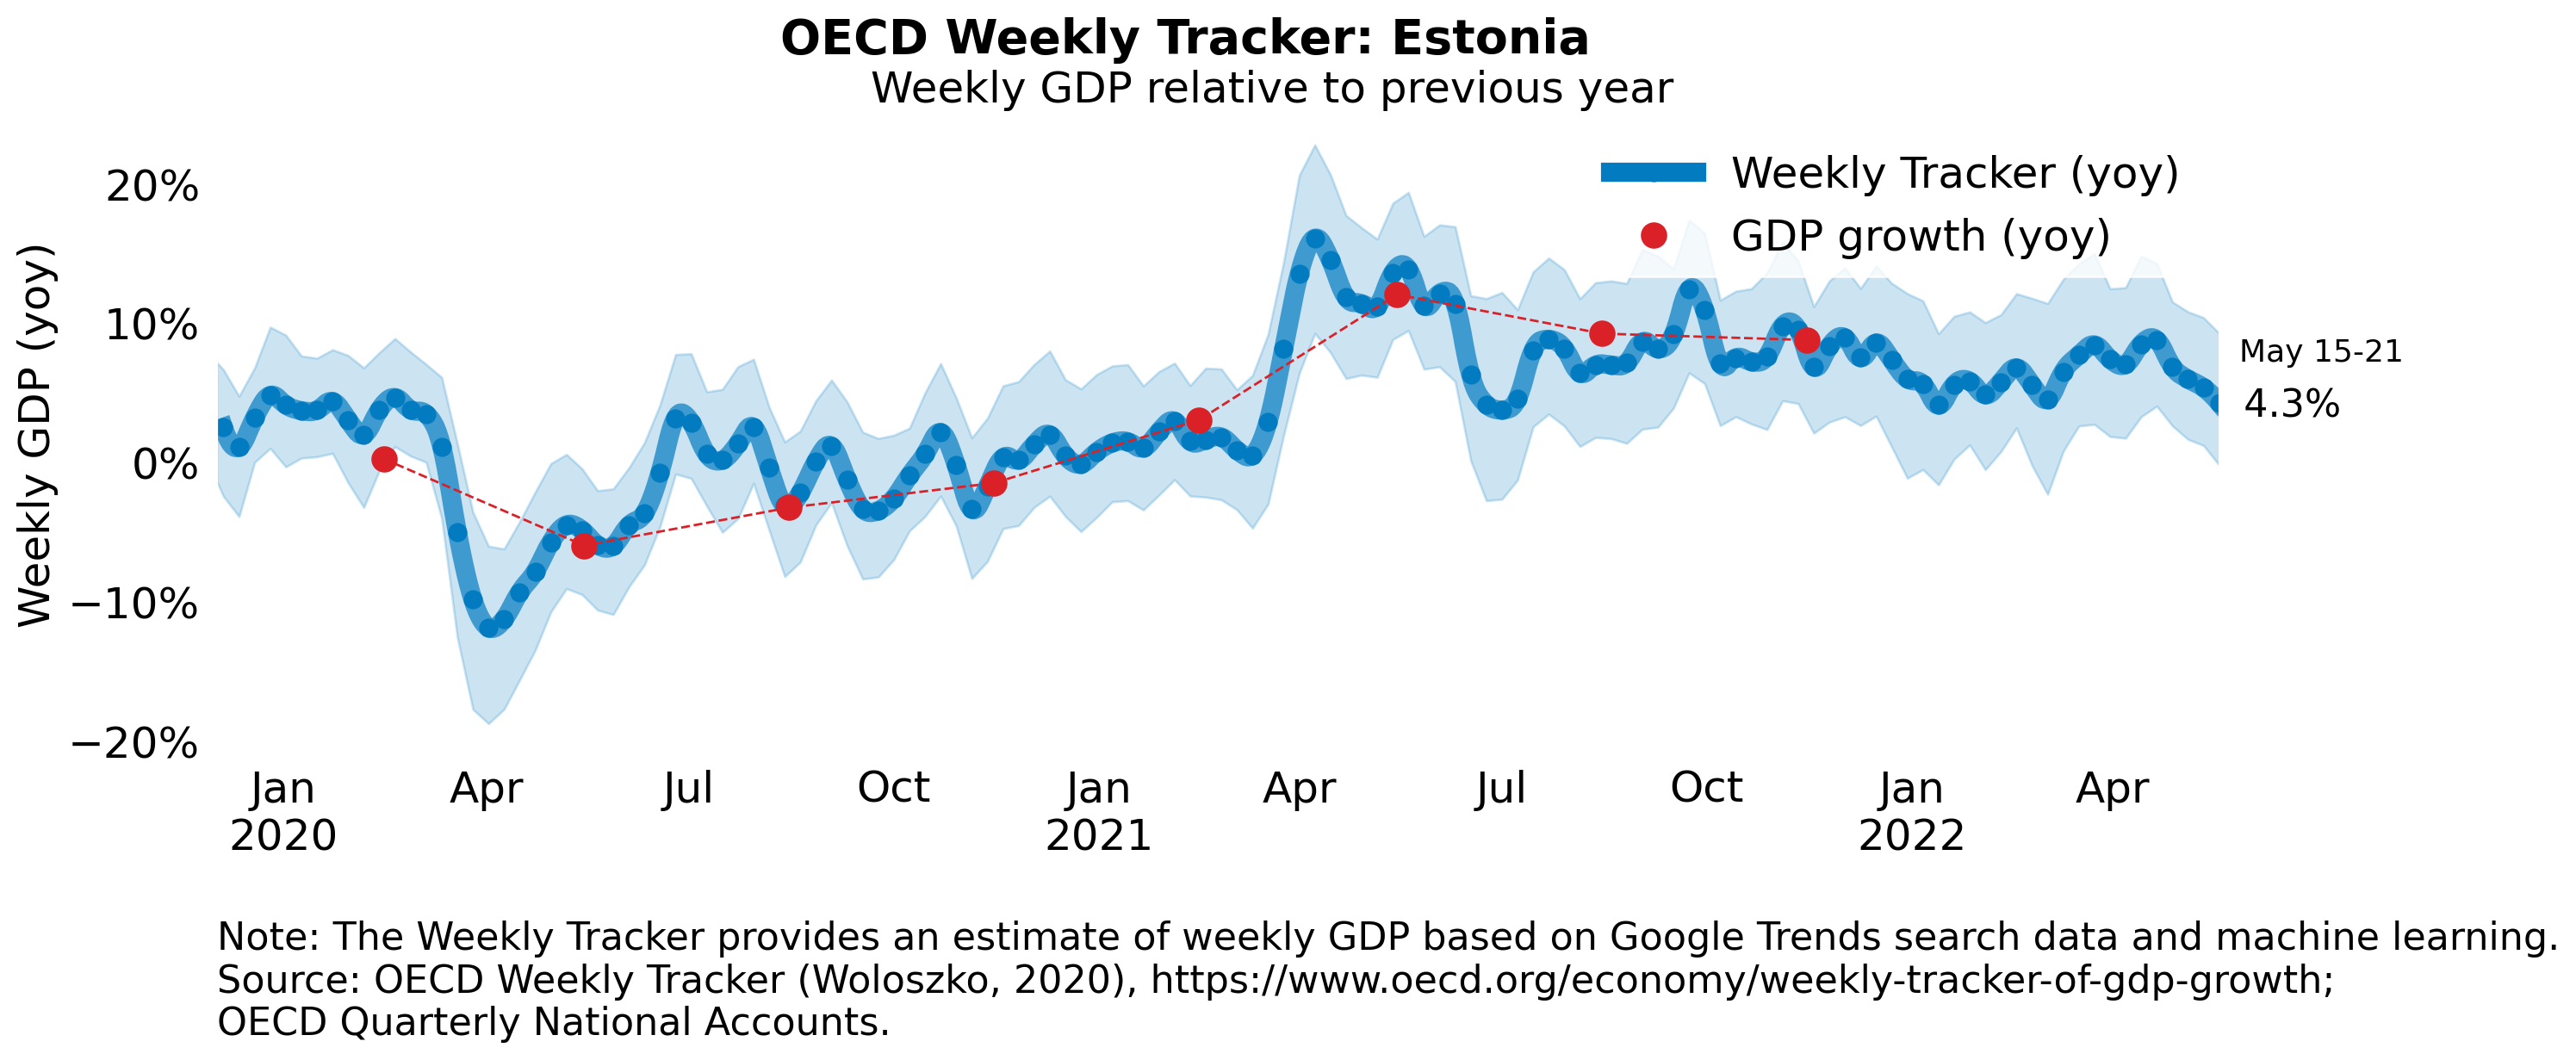 OECD Weekly Tracker: Estonia
Weekly GDP relative to previous year
Weekly Tracker (yoy)
GDP growth (yoy)
Weekly GDP (yoy)
20%
10%
0%
−10%
−20%
May 15-21
4.3%
Jan Apr Jul Oct Jan Apr Jul Oct Jan Apr
2020 2021 2022
Note: The Weekly Tracker provides an estimate of weekly GDP based on Google Trends search data and machine learning.
Source: OECD Weekly Tracker (Woloszko, 2020), https://www.oecd.org/economy/weekly-tracker-of-gdp-growth;
OECD Quarterly National Accounts.